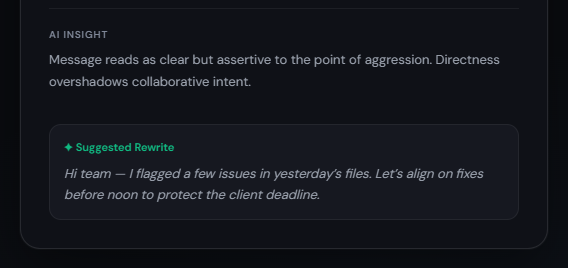 AI INSIGHT
Message reads as clear but assertive to the point of aggression. Directness
overshadows collaborative intent.
✦ Suggested Rewrite
Hi team — I flagged a few issues in yesterday’s files. Let’s align on fixes
before noon to protect the client deadline.